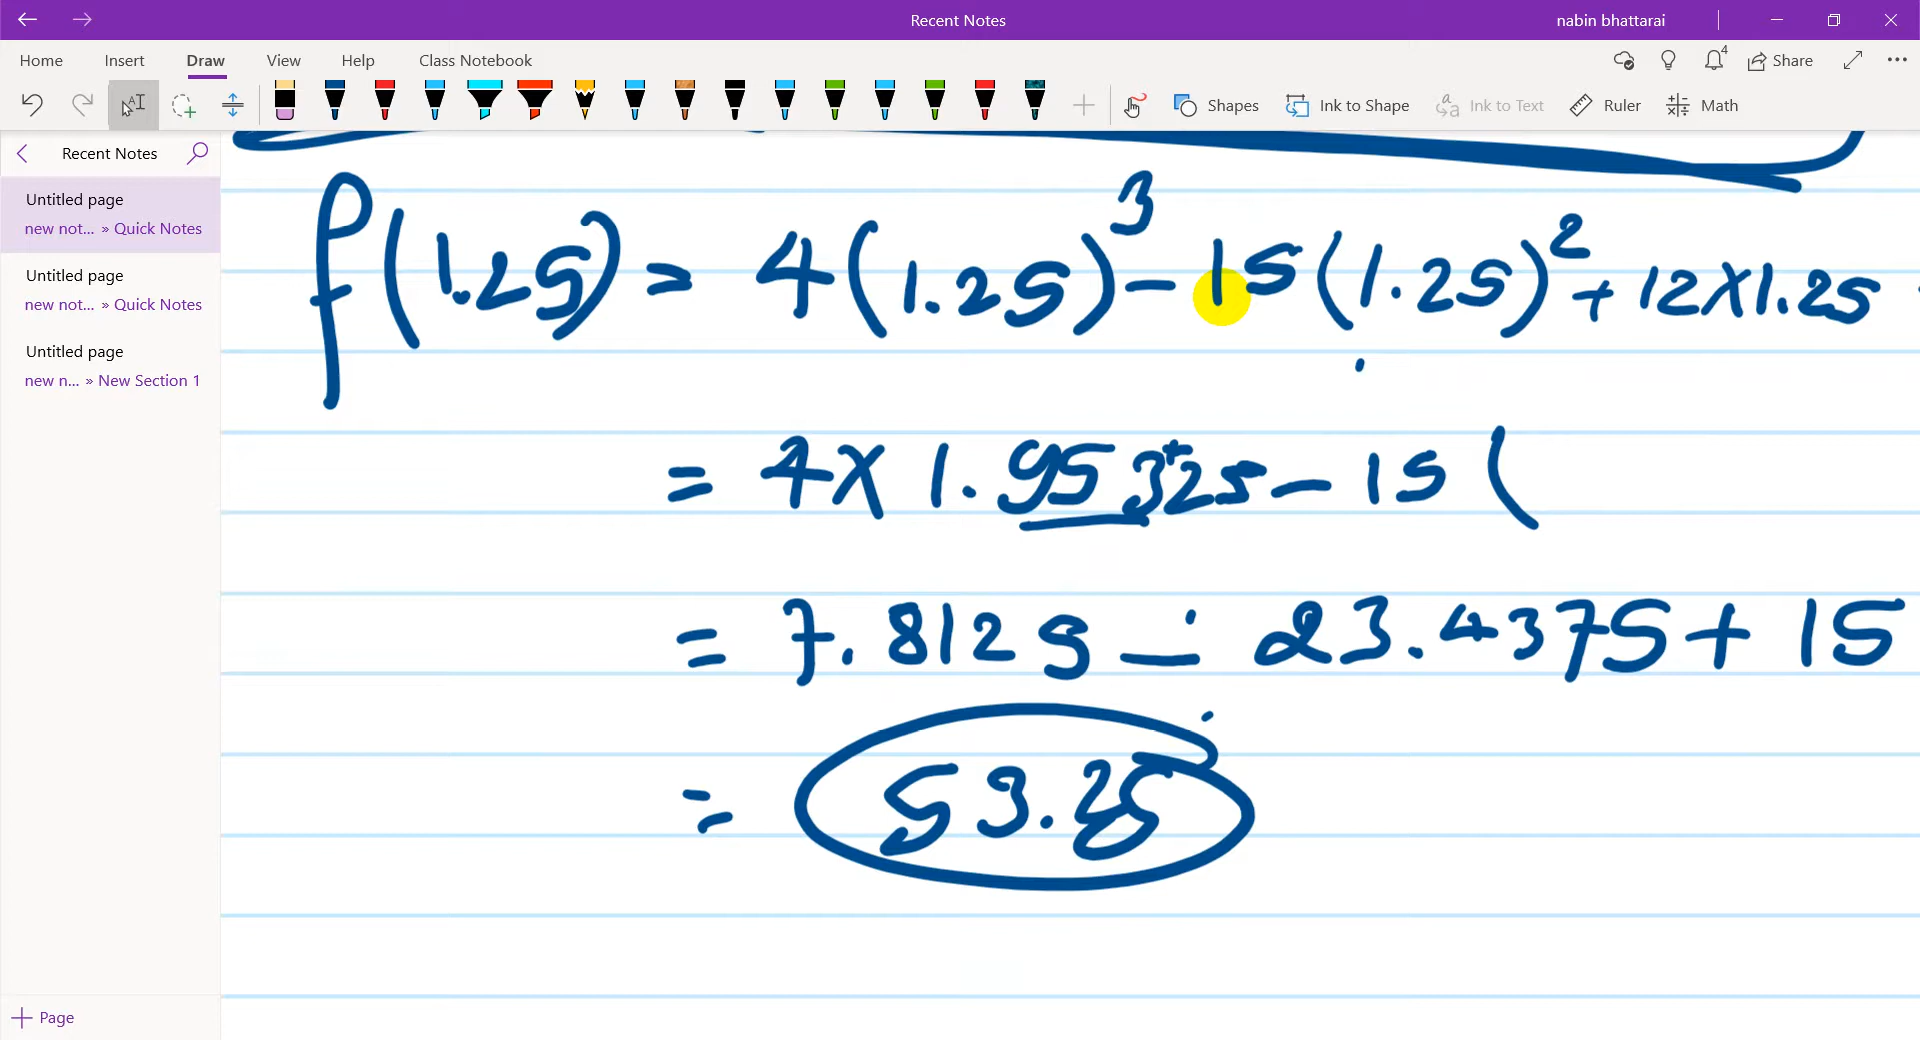 Recent Notes
nabin bhattarai
Home Insert Draw View Help Class Notebook
4
Share
Shapes Ink to Shape Ink to Text Ruler Math
Recent Notes
Untitled page
new not... » Quick Notes
Untitled page
new not... » Quick Notes
Untitled page
new n... » New Section 1
f(1.25) = 4(1.25)³ - 15(1.25)² + 12×1.25
= 4 × 1.953125 - 15 (
= 7.8125 - 23.4375 + 15
= 53.25
Page